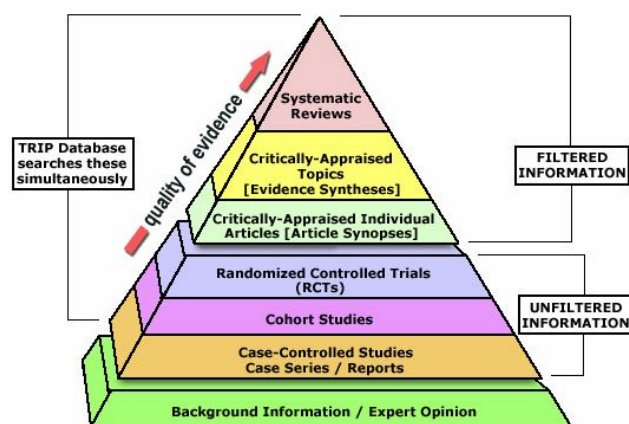 Systematic
Reviews
quality of evidence
TRIP Database
searches these
simultaneously
Critically-Appraised
Topics
[Evidence Syntheses]
FILTERED
INFORMATION
Critically-Appraised Individual
Articles [Article Synopses]
Randomized Controlled Trials
(RCTs)
UNFILTERED
INFORMATION
Cohort Studies
Case-Controlled Studies
Case Series / Reports
Background Information / Expert Opinion